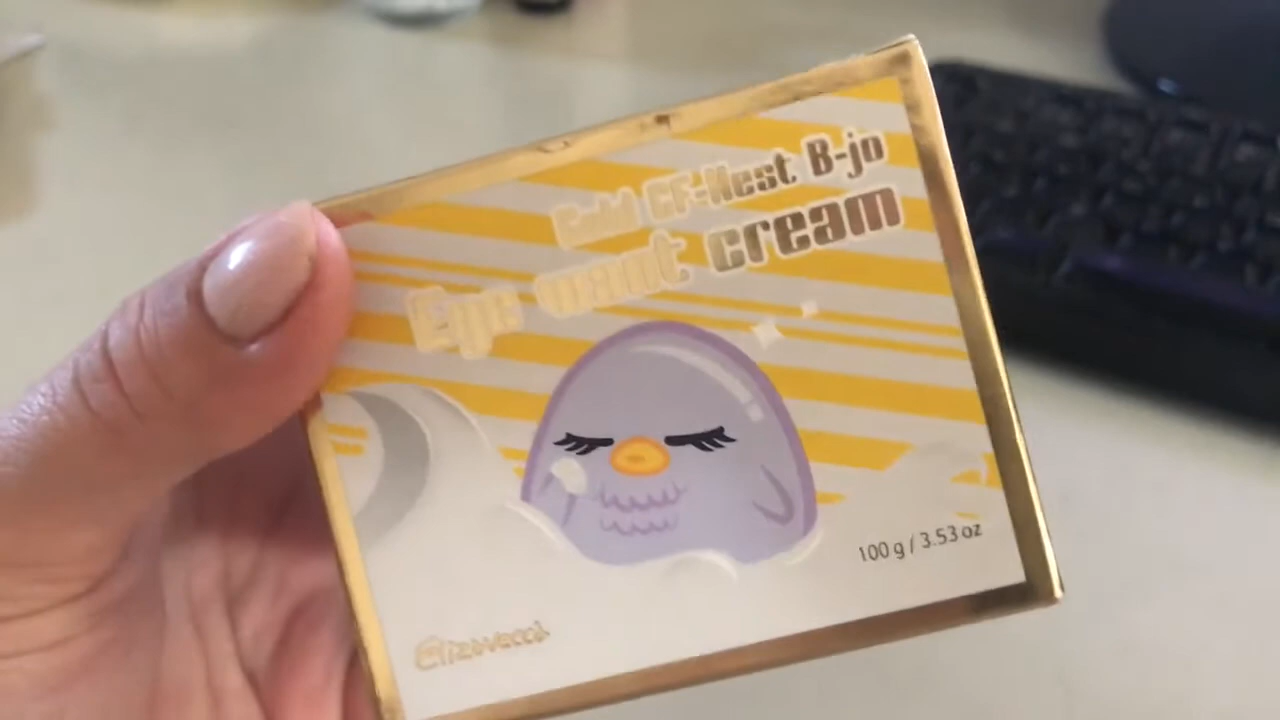 Gold CF-Nest B-jo
Eye want cream
100 g / 3.53 oz
Elizavecca